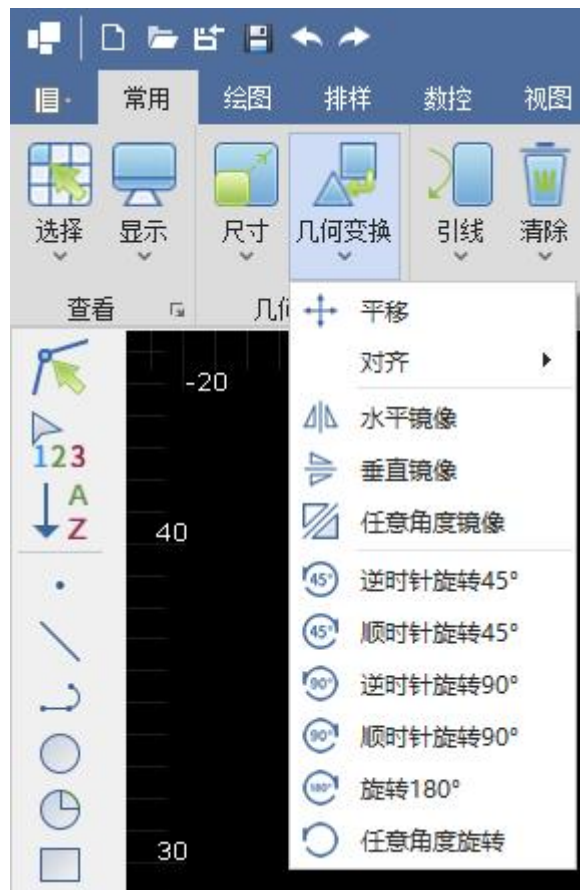 常用 绘图 排样 数控 视图
选择 显示 尺寸 几何变换 引线 清除
查看 几何
平移
对齐
水平镜像
垂直镜像
任意角度镜像
45° 逆时针旋转45°
45° 顺时针旋转45°
90° 逆时针旋转90°
90° 顺时针旋转90°
180° 旋转180°
任意角度旋转
123
A
Z
-20
40
30